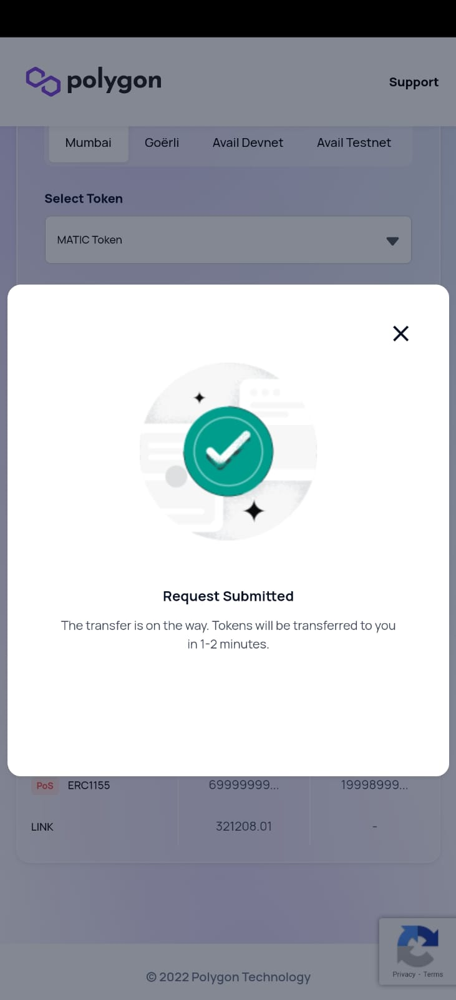 polygon
Support
Mumbai Goërli Avail Devnet Avail Testnet
Select Token
MATIC Token
Request Submitted
The transfer is on the way. Tokens will be transferred to you
in 1-2 minutes.
PoS ERC1155 69999999... 19998999...
LINK 321208.01 -
© 2022 Polygon Technology
Privacy - Terms